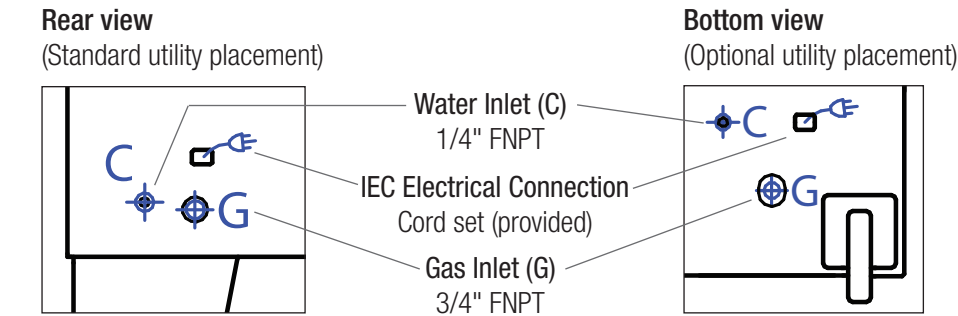 Rear view
(Standard utility placement)
Bottom view
(Optional utility placement)
Water Inlet (C)
1/4" FNPT
IEC Electrical Connection
Cord set (provided)
Gas Inlet (G)
3/4" FNPT
C
G
C
G